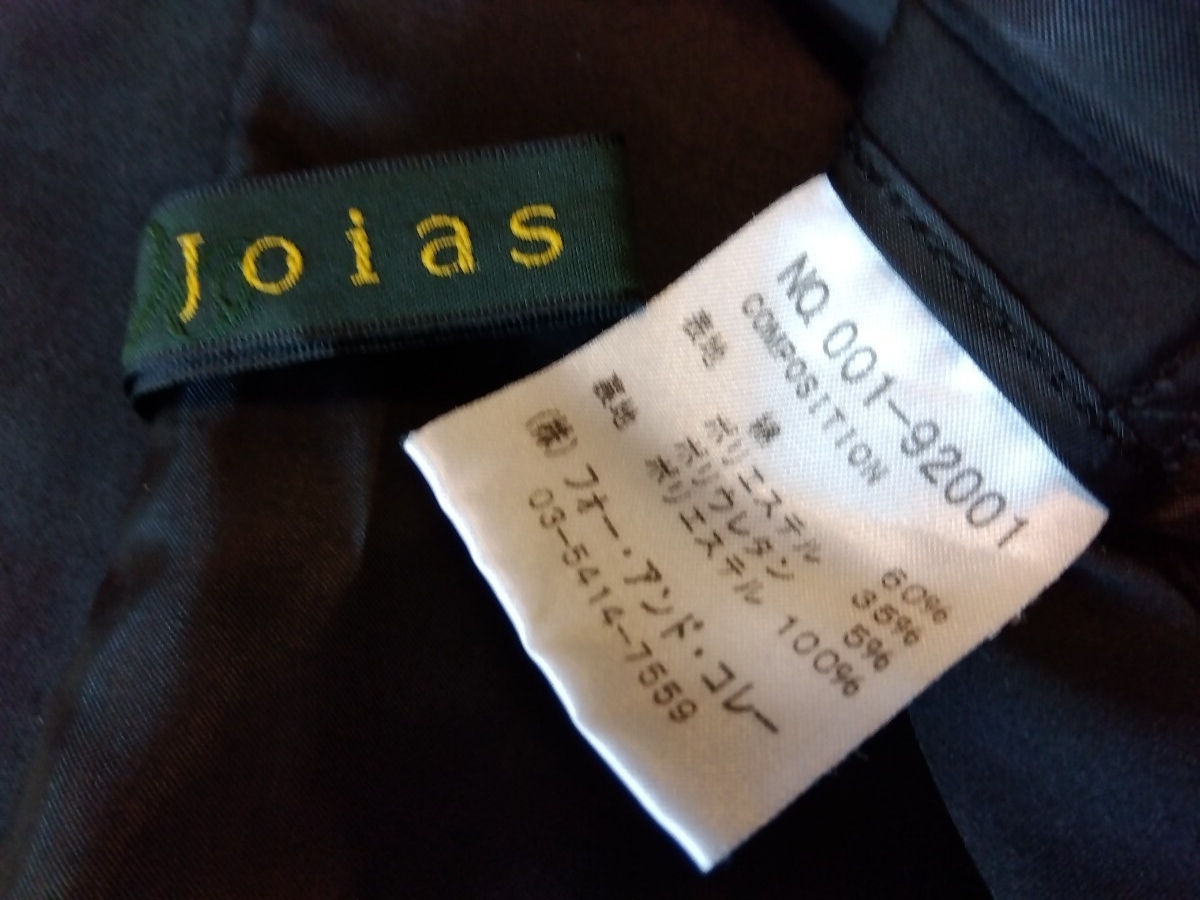 Joias
NO. 001-92001
COMPOSITION
表地 綿 60%
ポリエステル 35%
ポリウレタン 5%
裏地 ポリエステル 100%
(株) フォー・アンド・コレー
03-5414-7559